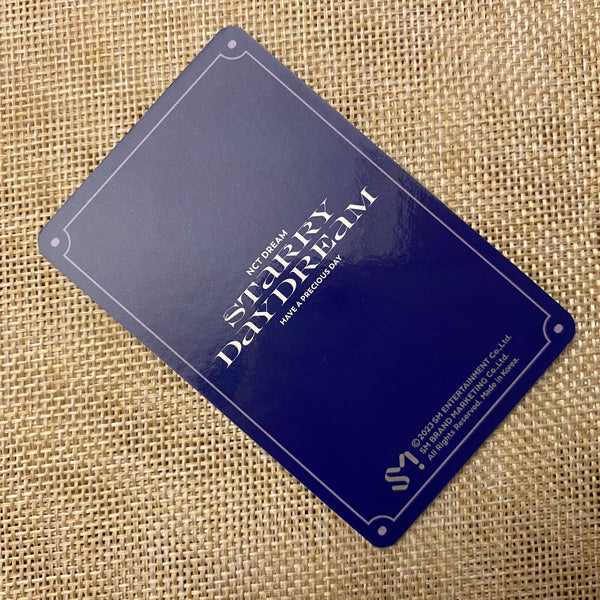 NCT DREAM
STaRRY
DaYDREaM
HAVE A PRECIOUS DAY
SM
©2023 SM ENTERTAINMENT Co.,Ltd.
SM BRAND MARKETING Co.,Ltd.
All Rights Reserved. Made in Korea.